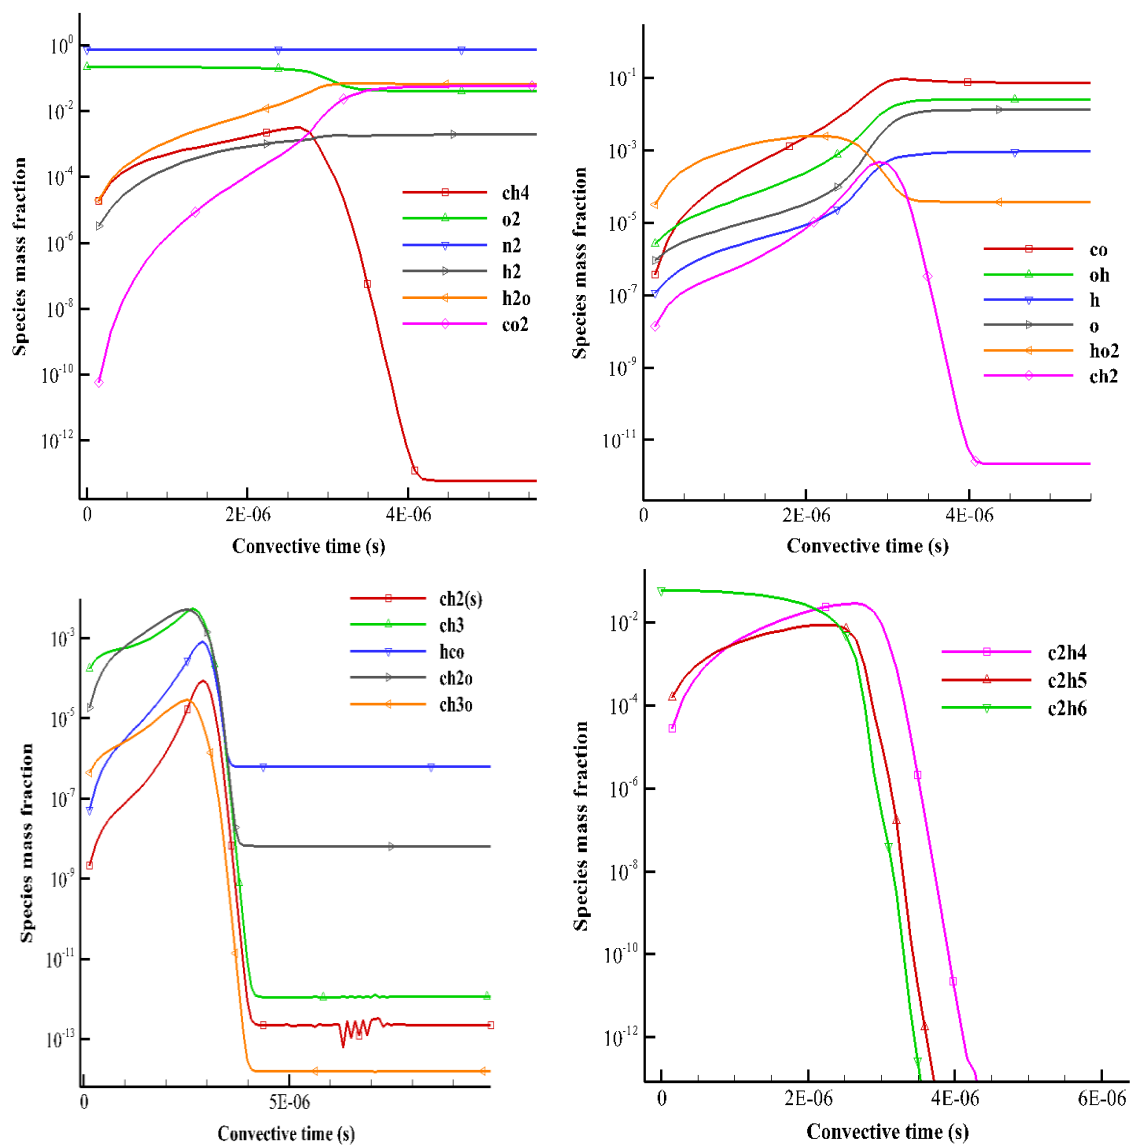 Species mass fraction
10^0
10^-2
10^-4
10^-6
10^-8
10^-10
10^-12
ch4
o2
n2
h2
h2o
co2
0 2E-06 4E-06
Convective time (s)
Species mass fraction
10^-1
10^-3
10^-5
10^-7
10^-9
10^-11
co
oh
h
o
ho2
ch2
0 2E-06 4E-06
Convective time (s)
Species mass fraction
10^-3
10^-5
10^-7
10^-9
10^-11
10^-13
ch2(s)
ch3
hco
ch2o
ch3o
0 5E-06
Convective time (s)
Species mass fraction
10^-2
10^-4
10^-6
10^-8
10^-10
10^-12
c2h4
c2h5
c2h6
0 2E-06 4E-06 6E-06
Convective time (s)